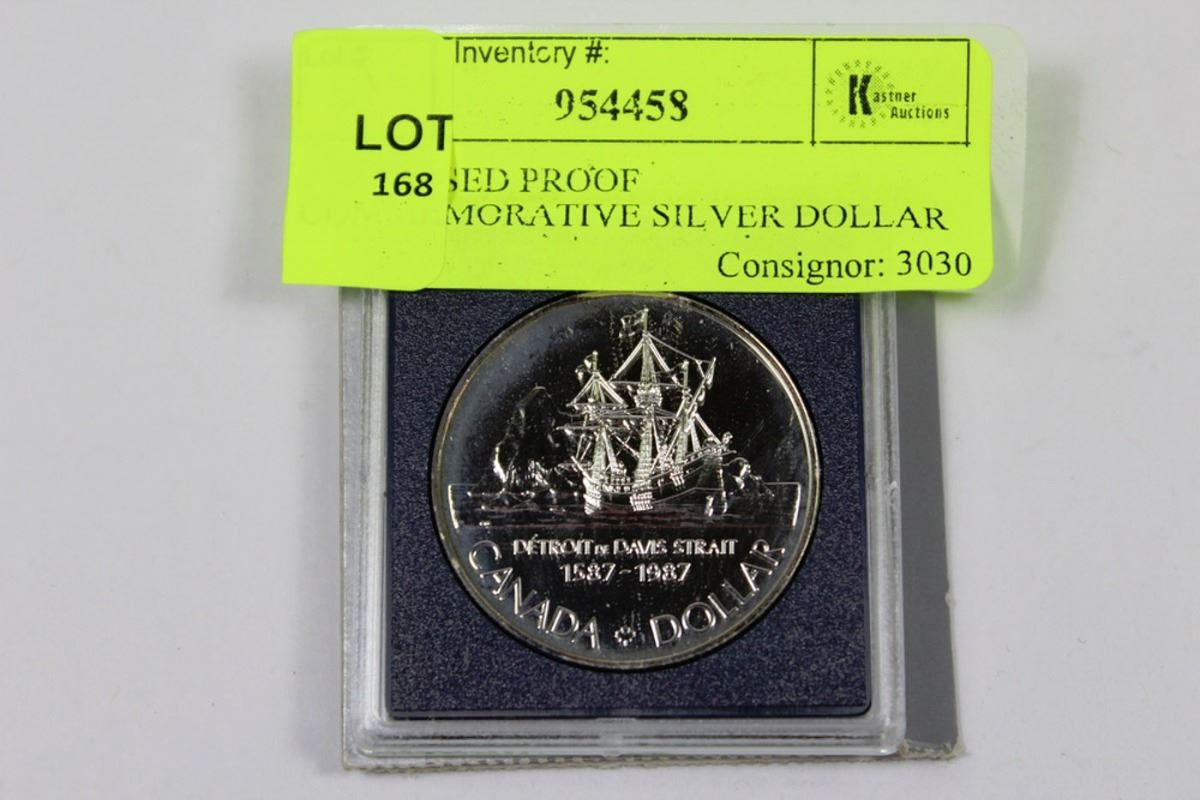 Inventory #:
954458
Kastner
Auctions
LOT
168
SED PROOF
MORATIVE SILVER DOLLAR
Consignor: 3030
DÉTROIT DE DAVIS STRAIT
1587-1987
CANADA DOLLAR